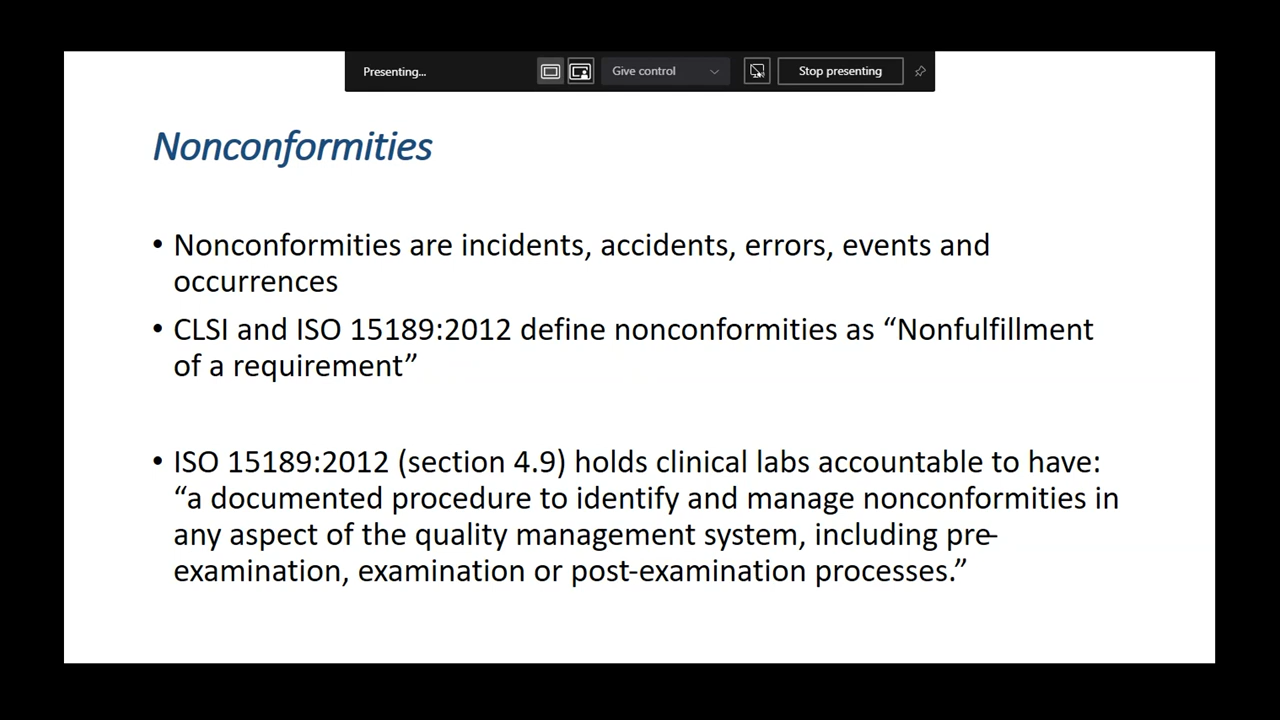 Presenting...
Give control
Stop presenting
Nonconformities
• Nonconformities are incidents, accidents, errors, events and
occurrences
• CLSI and ISO 15189:2012 define nonconformities as “Nonfulfillment
of a requirement”
• ISO 15189:2012 (section 4.9) holds clinical labs accountable to have:
“a documented procedure to identify and manage nonconformities in
any aspect of the quality management system, including pre-
examination, examination or post-examination processes.”